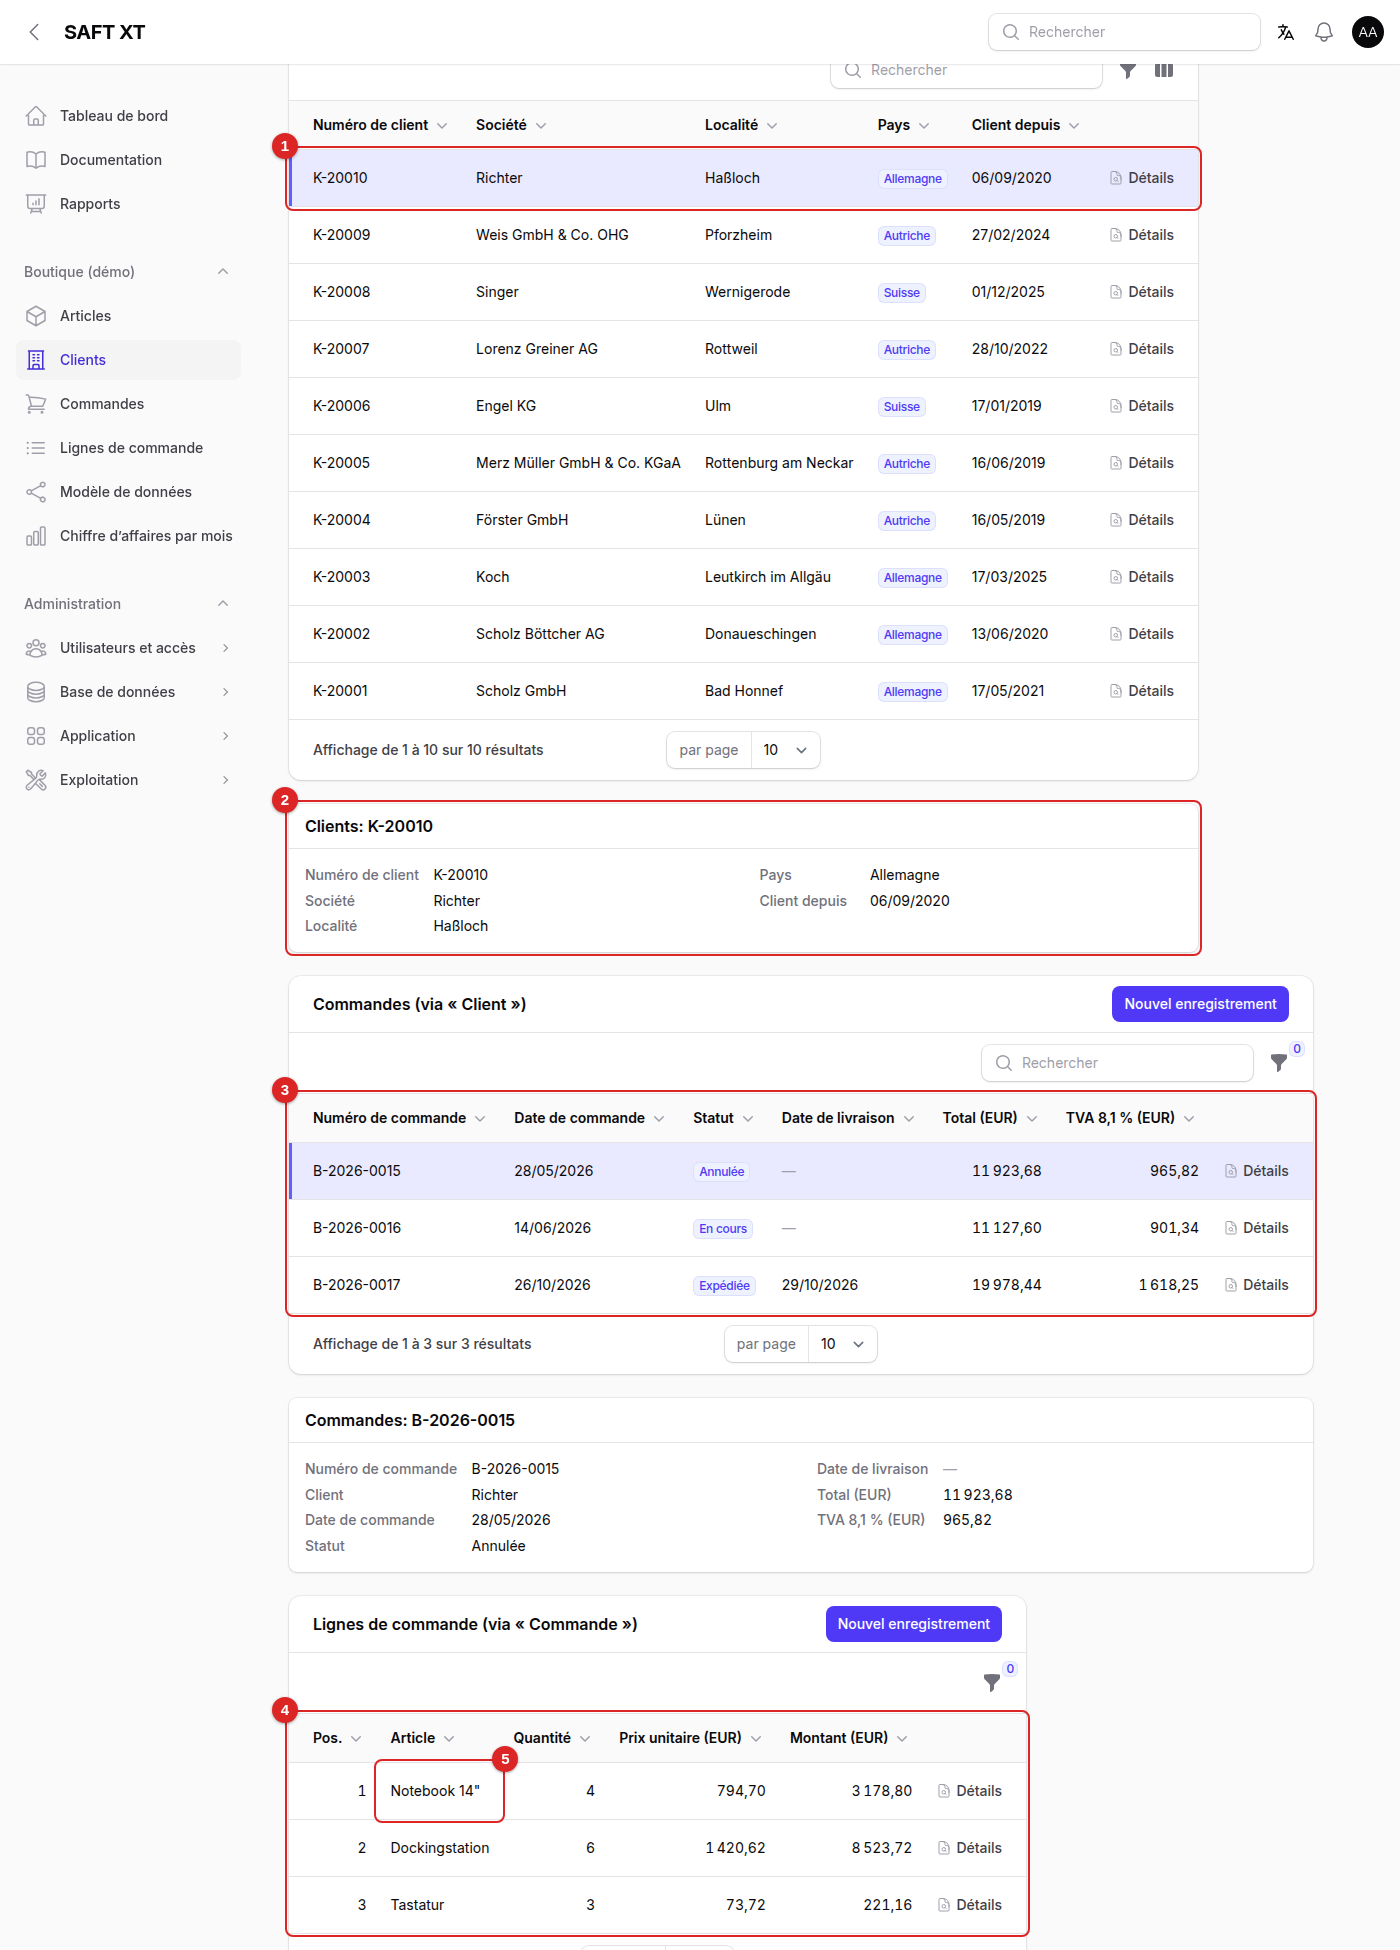 SAFT XT
Rechercher
AA
Tableau de bord
Documentation
Rapports
Boutique (démo)
Articles
Clients
Commandes
Lignes de commande
Modèle de données
Chiffre d’affaires par mois
Administration
Utilisateurs et accès
Base de données
Application
Exploitation
Rechercher
Numéro de client Société Localité Pays Client depuis
1
K-20010 Richter Haßloch Allemagne 06/09/2020 Détails
K-20009 Weis GmbH & Co. OHG Pforzheim Autriche 27/02/2024 Détails
K-20008 Singer Wernigerode Suisse 01/12/2025 Détails
K-20007 Lorenz Greiner AG Rottweil Autriche 28/10/2022 Détails
K-20006 Engel KG Ulm Suisse 17/01/2019 Détails
K-20005 Merz Müller GmbH & Co. KGaA Rottenburg am Neckar Autriche 16/06/2019 Détails
K-20004 Förster GmbH Lünen Autriche 16/05/2019 Détails
K-20003 Koch Leutkirch im Allgäu Allemagne 17/03/2025 Détails
K-20002 Scholz Böttcher AG Donaueschingen Allemagne 13/06/2020 Détails
K-20001 Scholz GmbH Bad Honnef Allemagne 17/05/2021 Détails
Affichage de 1 à 10 sur 10 résultats par page 10
2
Clients: K-20010
Numéro de client K-20010 Pays Allemagne
Société Richter Client depuis 06/09/2020
Localité Haßloch
Commandes (via « Client ») Nouvel enregistrement
Rechercher 0
3
Numéro de commande Date de commande Statut Date de livraison Total (EUR) TVA 8,1 % (EUR)
B-2026-0015 28/05/2026 Annulée — 11 923,68 965,82 Détails
B-2026-0016 14/06/2026 En cours — 11 127,60 901,34 Détails
B-2026-0017 26/10/2026 Expédiée 29/10/2026 19 978,44 1 618,25 Détails
Affichage de 1 à 3 sur 3 résultats par page 10
Commandes: B-2026-0015
Numéro de commande B-2026-0015 Date de livraison —
Client Richter Total (EUR) 11 923,68
Date de commande 28/05/2026 TVA 8,1 % (EUR) 965,82
Statut Annulée
Lignes de commande (via « Commande ») Nouvel enregistrement
0
4
Pos. Article Quantité Prix unitaire (EUR) Montant (EUR)
5
1 Notebook 14" 4 794,70 3 178,80 Détails
2 Dockingstation 6 1 420,62 8 523,72 Détails
3 Tastatur 3 73,72 221,16 Détails